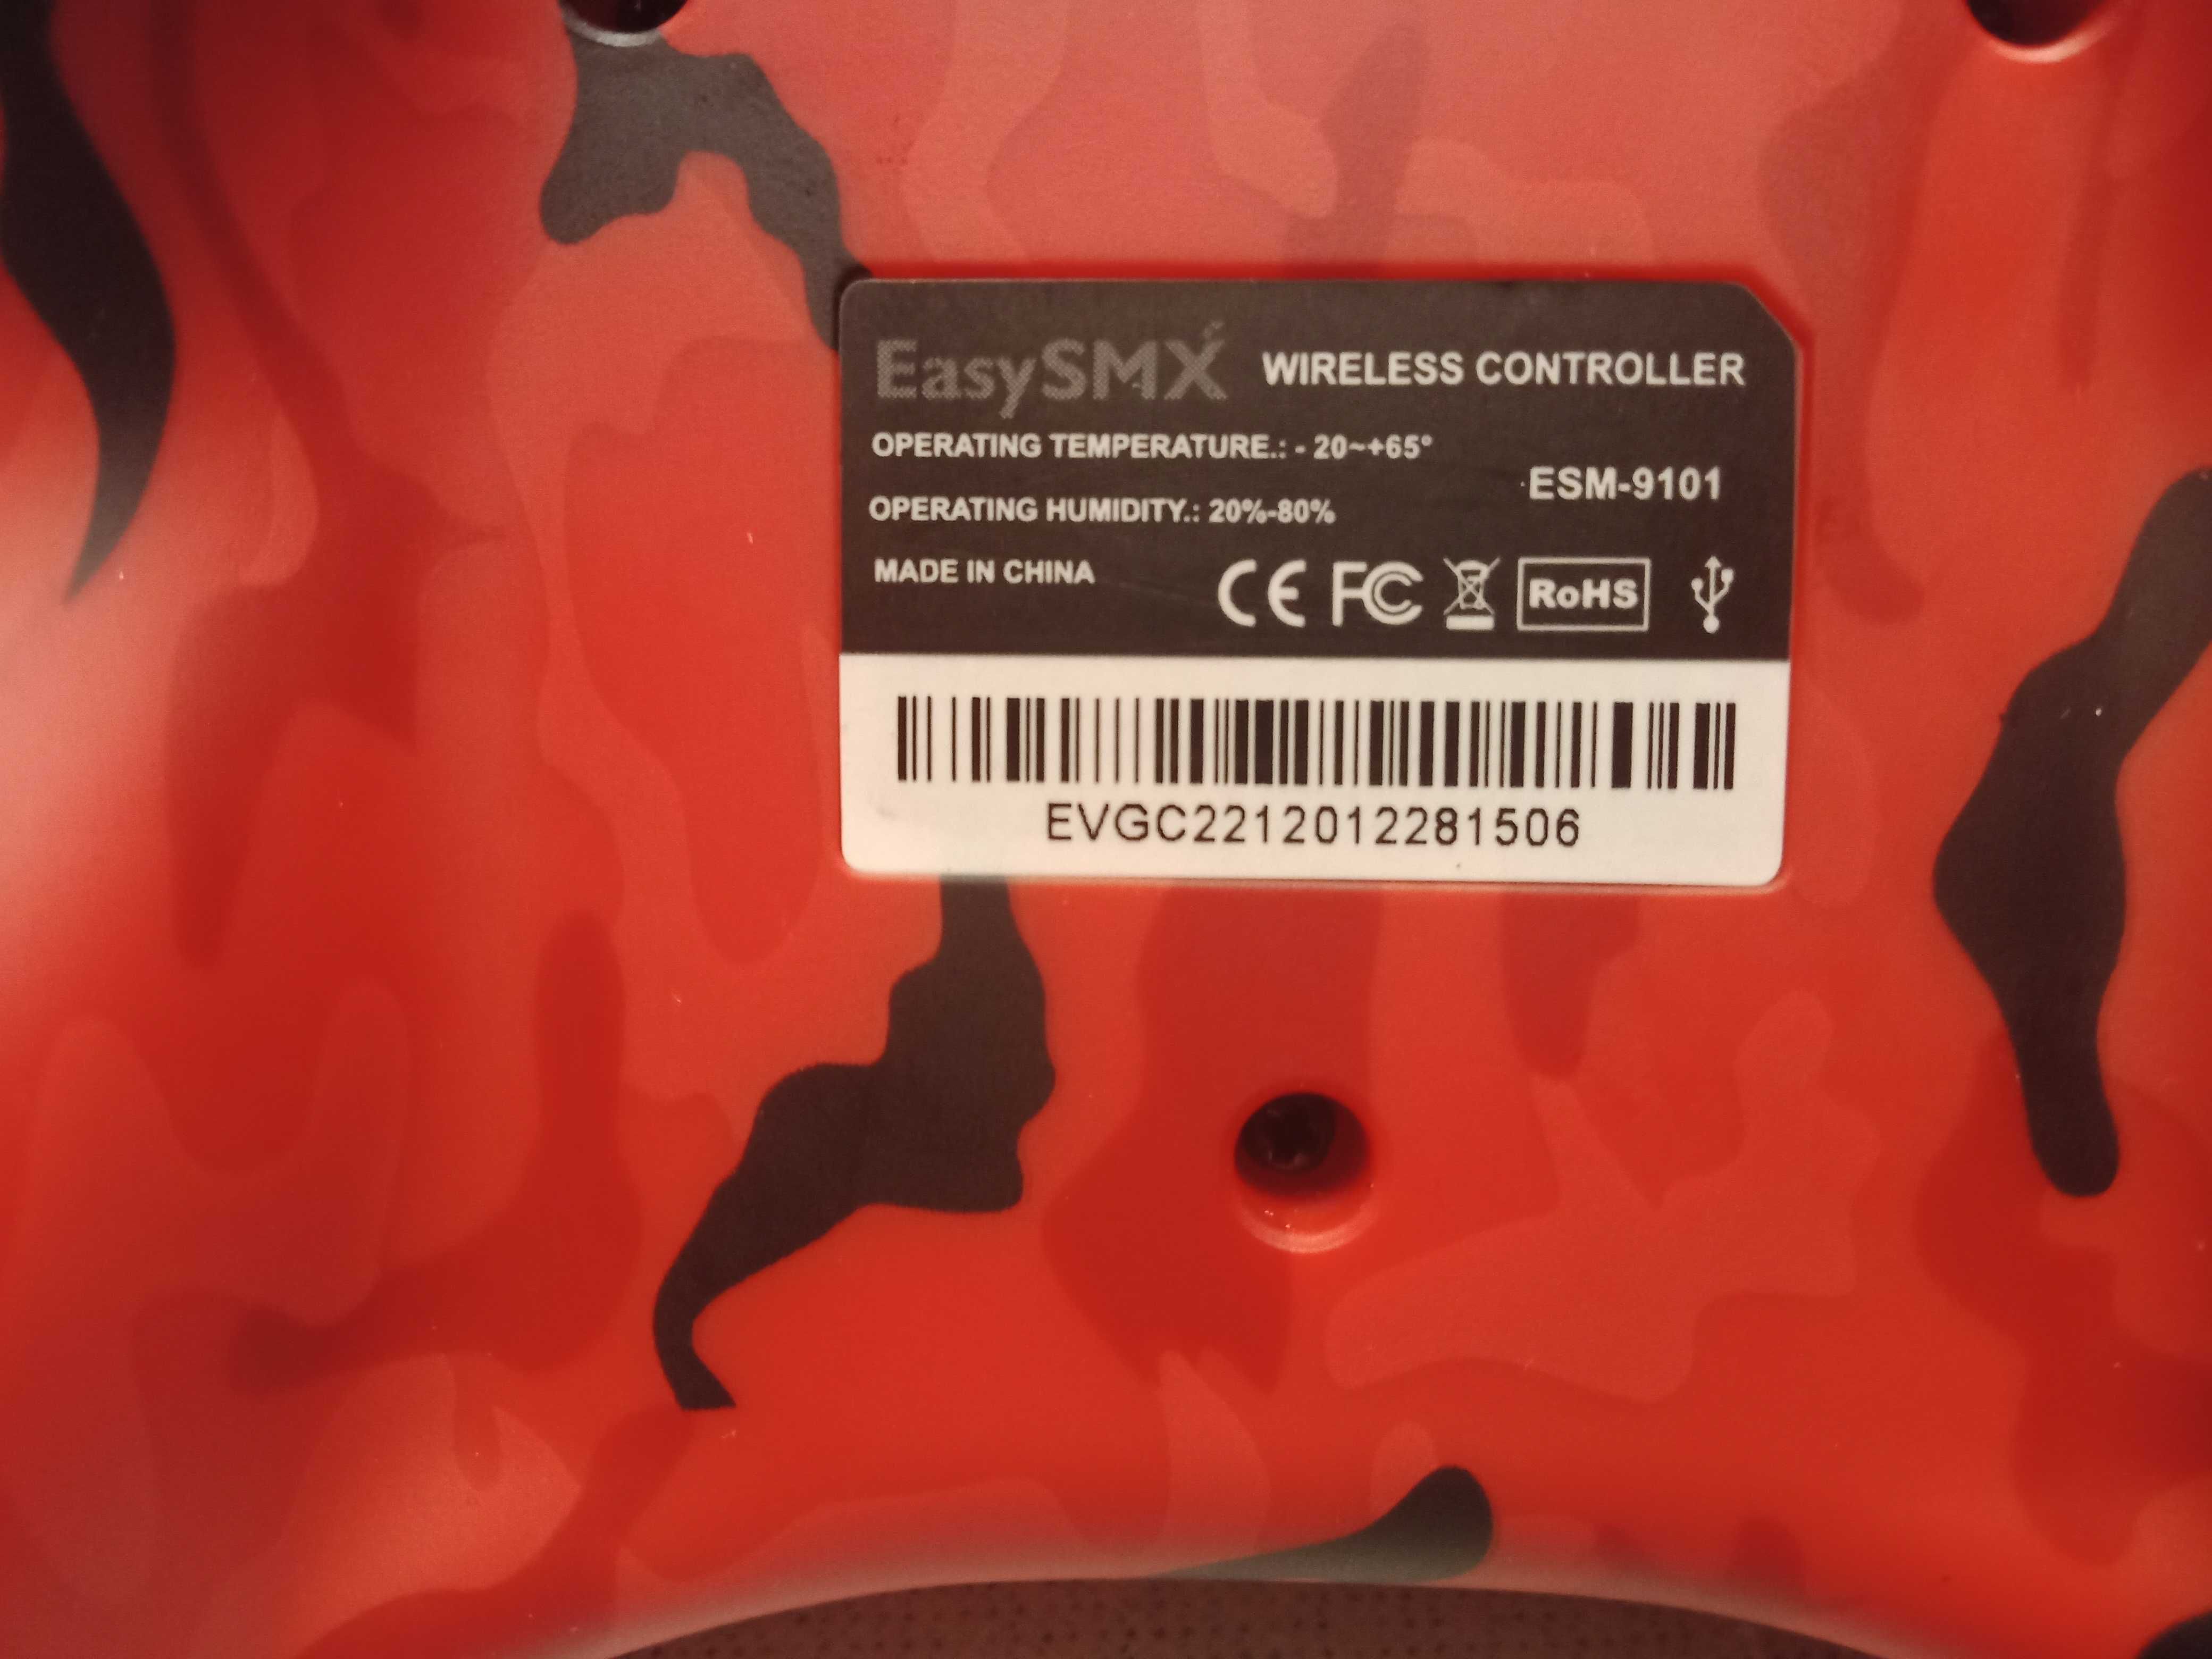 EasySMX WIRELESS CONTROLLER
OPERATING TEMPERATURE.: - 20~+65°
ESM-9101
OPERATING HUMIDITY.: 20%-80%
MADE IN CHINA
CE FC RoHS
EVGC2212012281506